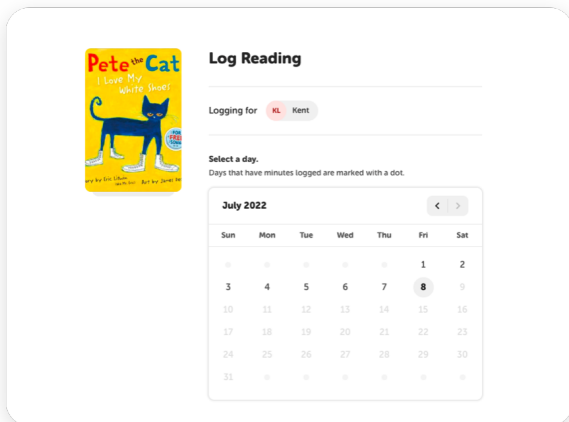 Pete the Cat
I Love My
White Shoes
Log Reading
Logging for KL Kent
Select a day.
Days that have minutes logged are marked with a dot.
July 2022
Sun Mon Tue Wed Thu Fri Sat
1 2
3 4 5 6 7 8 9
10 11 12 13 14 15 16
17 18 19 20 21 22 23
24 25 26 27 28 29 30
31